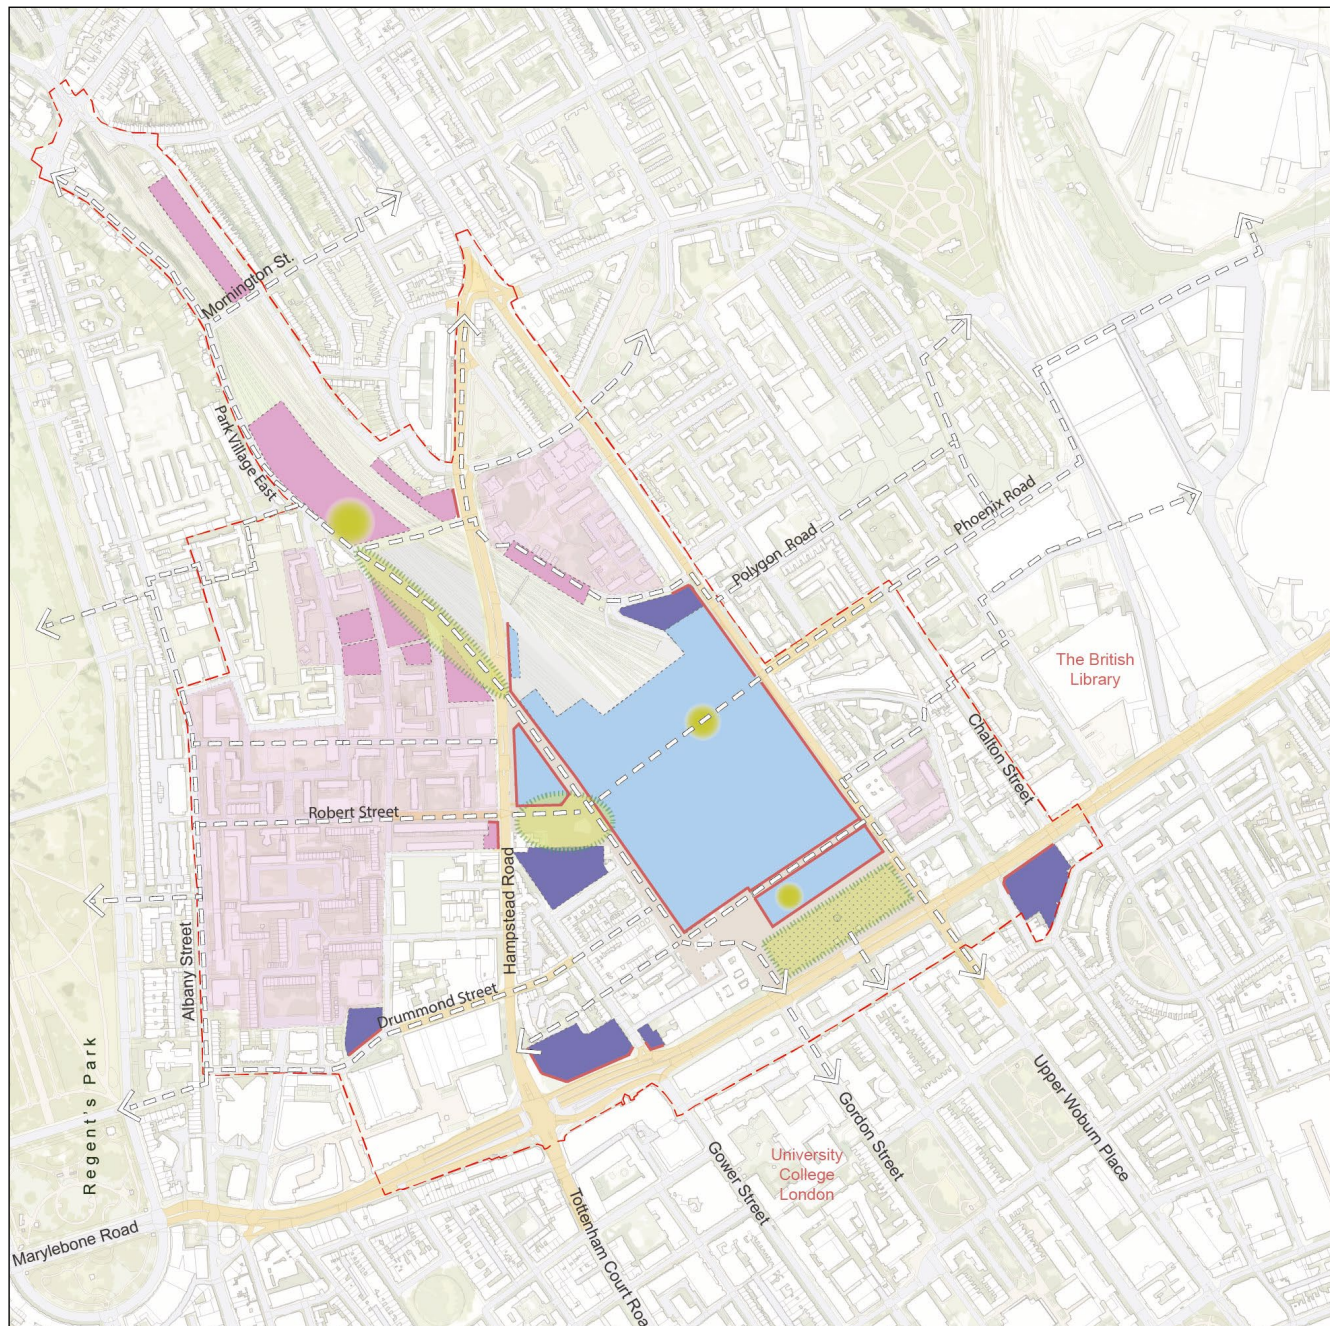 Mornington St.
Park Village East
Polygon Road
Phoenix Road
The British
Library
Chalton Street
Robert Street
Hampstead Road
Albany Street
Drummond Street
Regent's Park
Marylebone Road
Tottenham Court Roa
Gower Street
University
College
London
Gordon Street
Upper Woburn Place